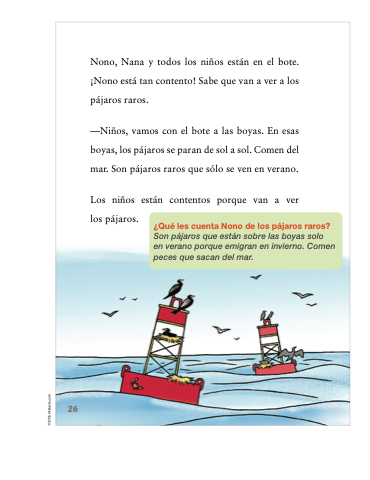 Nono, Nana y todos los niños están en el bote.
¡Nono está tan contento! Sabe que van a ver a los
pájaros raros.
—Niños, vamos con el bote a las boyas. En esas
boyas, los pájaros se paran de sol a sol. Comen del
mar. Son pájaros raros que sólo se ven en verano.
Los niños están contentos porque van a ver
los pájaros.
¿Qué les cuenta Nono de los pájaros raros?
Son pájaros que están sobre las boyas solo
en verano porque emigran en invierno. Comen
peces que sacan del mar.
26